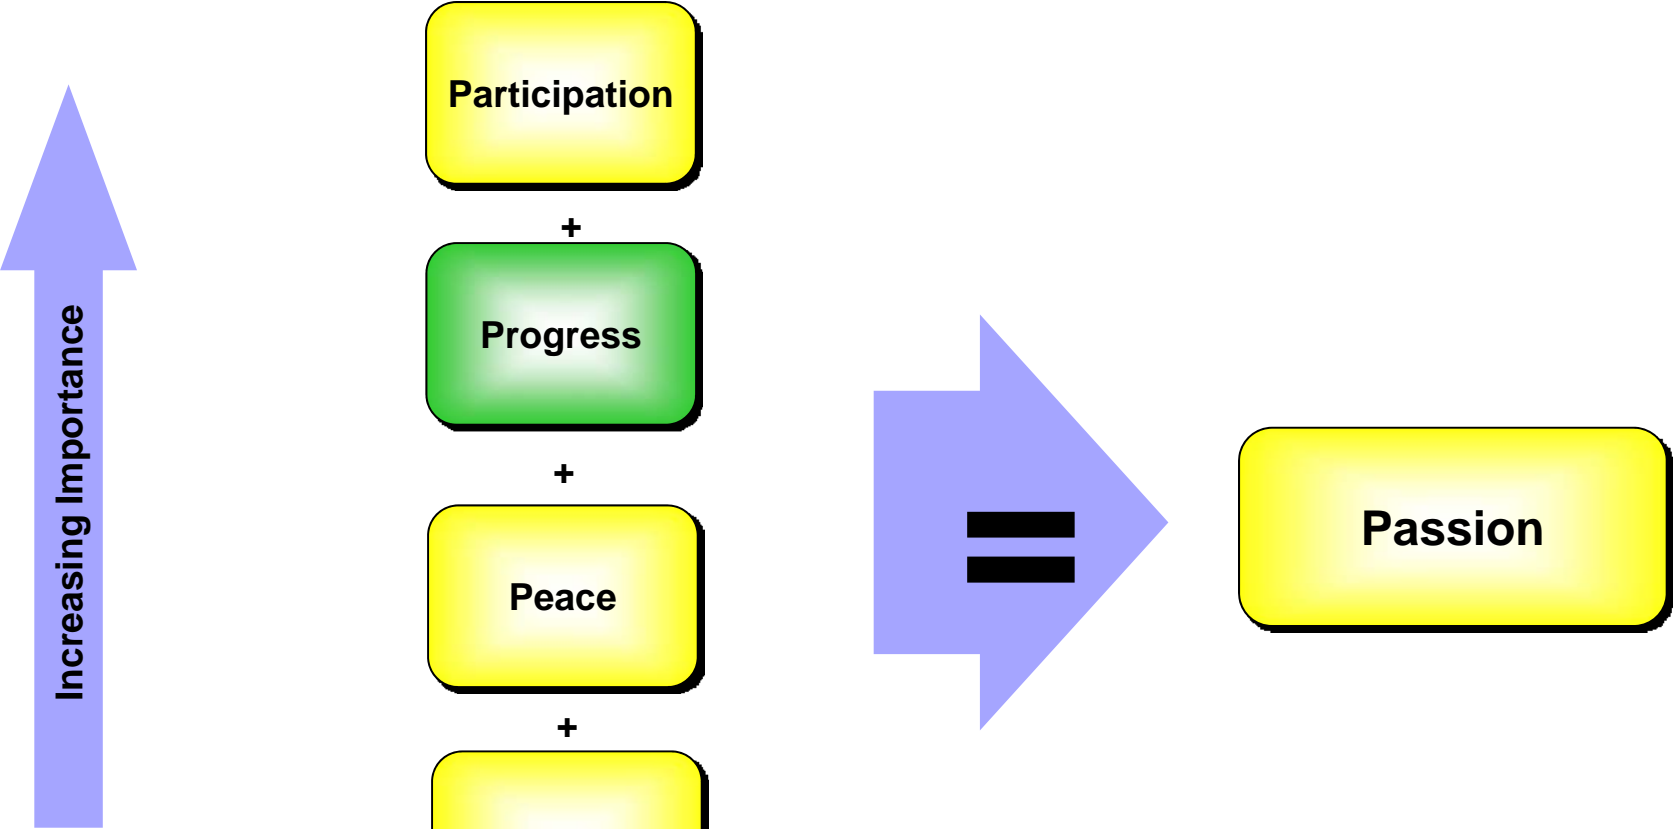 Participation
+
Progress
+
Peace
+
Increasing Importance
=
Passion